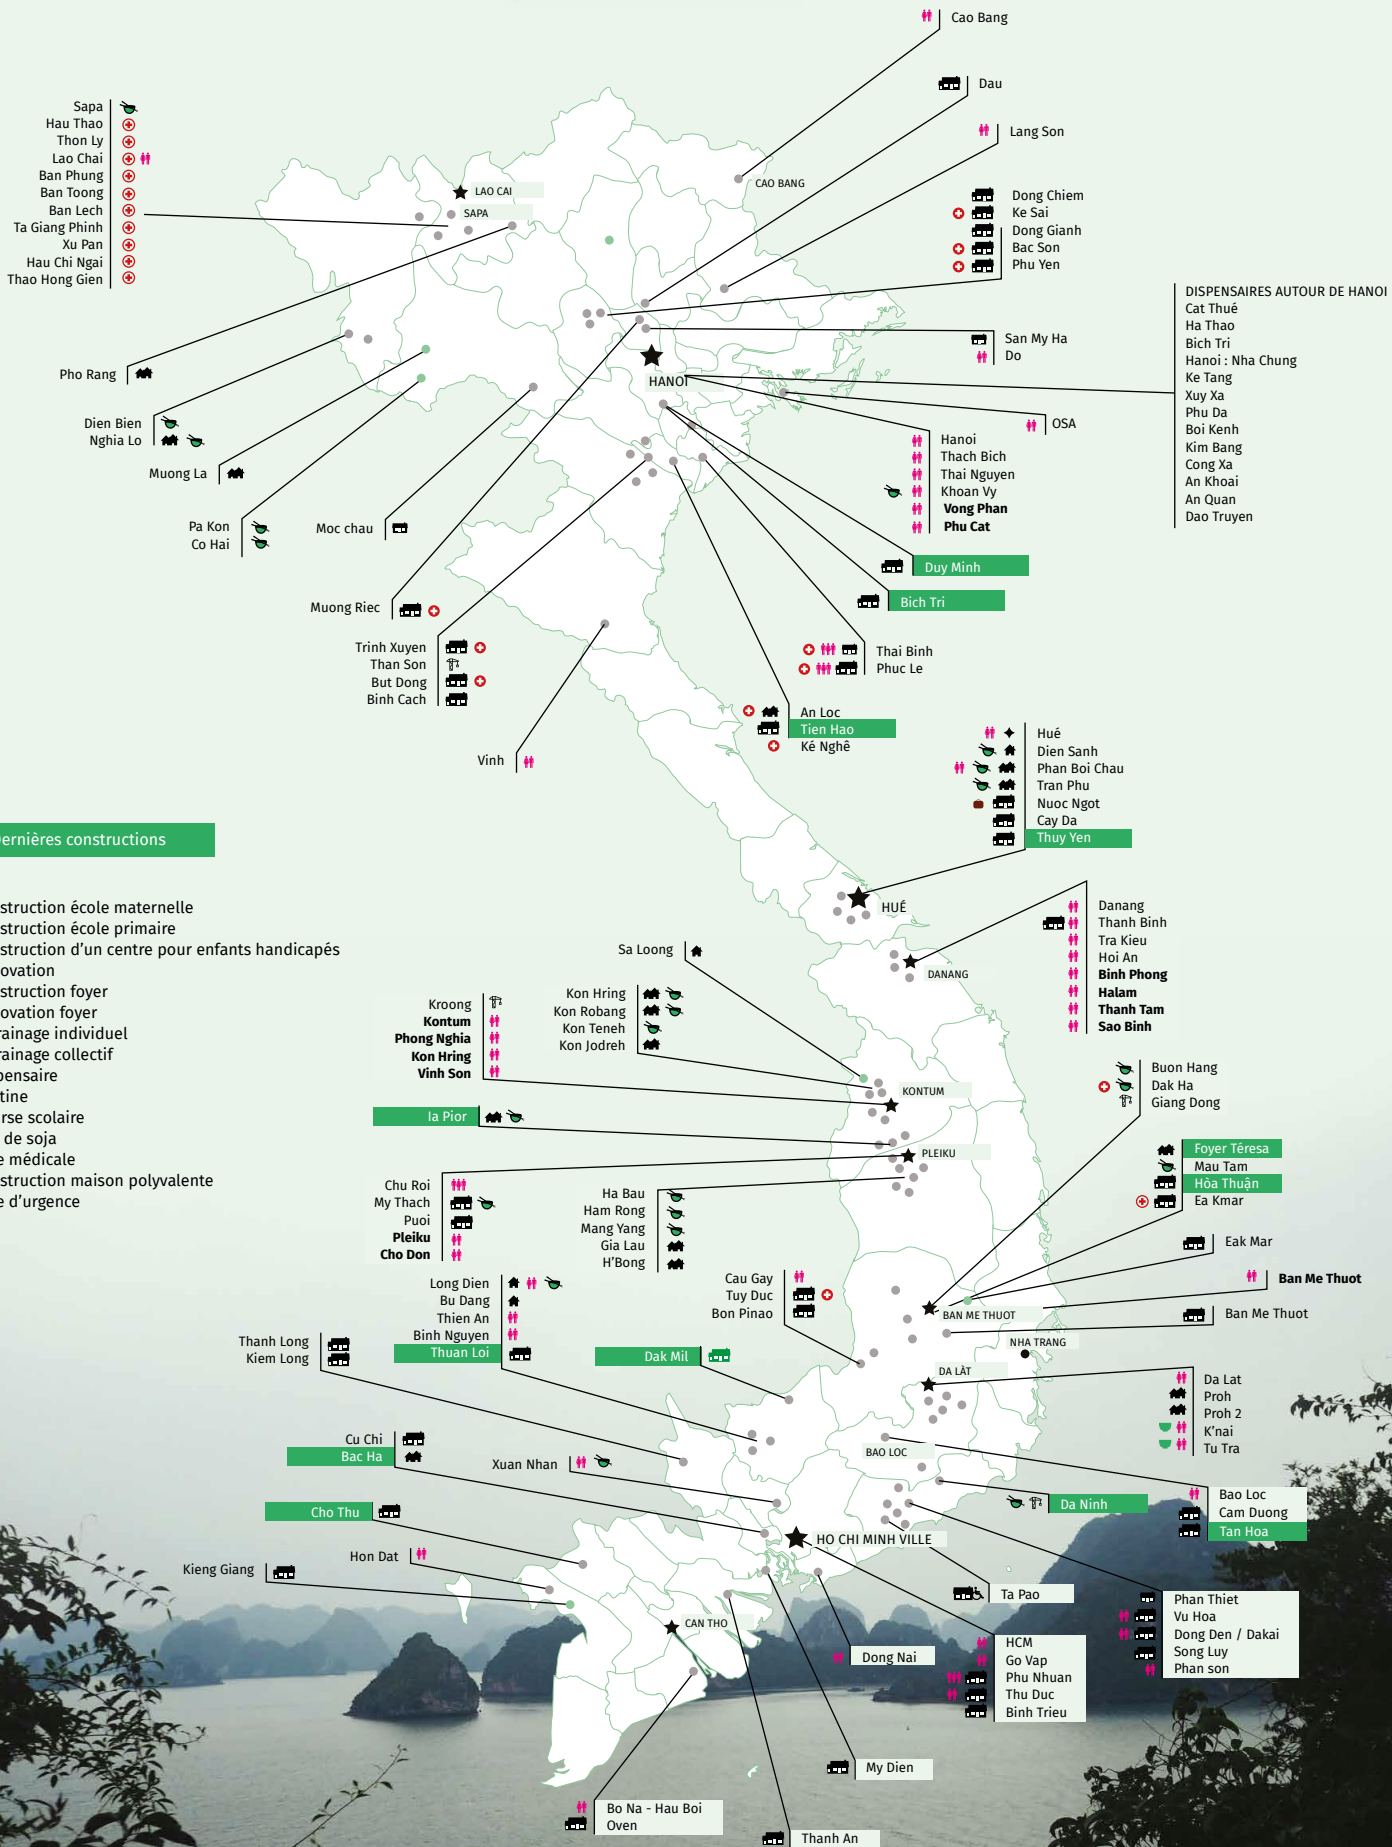 Cao Bang
Dau
Lang Son
Sapa
Hau Thao
Thon Ly
Lao Chai
Ban Phung
Ban Toong
Ban Lech
Ta Giang Phinh
Xu Pan
Hau Chi Ngai
Thao Hong Gien
LAO CAI
SAPA
CAO BANG
Dong Chiem
Ke Sai
Dong Gianh
Bac Son
Phu Yen
DISPENSAIRES AUTOUR DE HANOI
Cat Thué
Ha Thao
Bich Tri
Hanoi : Nha Chung
Ke Tang
Xuy Xa
Phu Da
Boi Kenh
Kim Bang
Cong Xa
An Khoai
An Quan
Dao Truyen
San My Ha
Do
HANOI
Pho Rang
OSA
Dien Bien
Nghia Lo
Muong La
Hanoi
Thach Bich
Thai Nguyen
Khoan Vy
Vong Phan
Phu Cat
Pa Kon
Co Hai
Moc chau
Duy Minh
Bich Tri
Muong Riec
Trinh Xuyen
Than Son
But Dong
Binh Cach
Thai Binh
Phuc Le
An Loc
Tien Hao
Ké Nghê
Vinh
Hué
Dien Sanh
Phan Boi Chau
Tran Phu
Nuoc Ngot
Cay Da
Thuy Yen
ernières constructions
struction école maternelle
struction école primaire
struction d'un centre pour enfants handicapés
ovation
struction foyer
ovation foyer
rainage individuel
rainage collectif
pensaire
tine
rse scolaire
de soja
e médicale
struction maison polyvalente
e d'urgence
HUÉ
Danang
Thanh Binh
Tra Kieu
Hoi An
Binh Phong
Halam
Thanh Tam
Sao Binh
DANANG
Sa Loong
Kon Hring
Kon Robang
Kon Teneh
Kon Jodreh
Kroong
Kontum
Phong Nghia
Kon Hring
Vinh Son
KONTUM
Buon Hang
Dak Ha
Giang Dong
Ia Pior
PLEIKU
Foyer Téresa
Mau Tam
Hòa Thuận
Ea Kmar
Chu Roi
My Thach
Puoi
Pleiku
Cho Don
Ha Bau
Ham Rong
Mang Yang
Gia Lau
H'Bong
Eak Mar
Ban Me Thuot
Ban Me Thuot
Cau Gay
Tuy Duc
Bon Pinao
BAN ME THUOT
NHA TRANG
Long Dien
Bu Dang
Thien An
Binh Nguyen
Thuan Loi
Thanh Long
Kiem Long
Dak Mil
DA LÀT
Da Lat
Proh
Proh 2
K'nai
Tu Tra
Cu Chi
Bac Ha
Xuan Nhan
BAO LOC
Bao Loc
Cam Duong
Tan Hoa
Da Ninh
Cho Thu
HO CHI MINH VILLE
Hon Dat
Kieng Giang
Ta Pao
CAN THO
Phan Thiet
Vu Hoa
Dong Den / Dakai
Song Luy
Phan son
HCM
Go Vap
Phu Nhuan
Thu Duc
Binh Trieu
Dong Nai
My Dien
Bo Na - Hau Boi
Oven
Thanh An